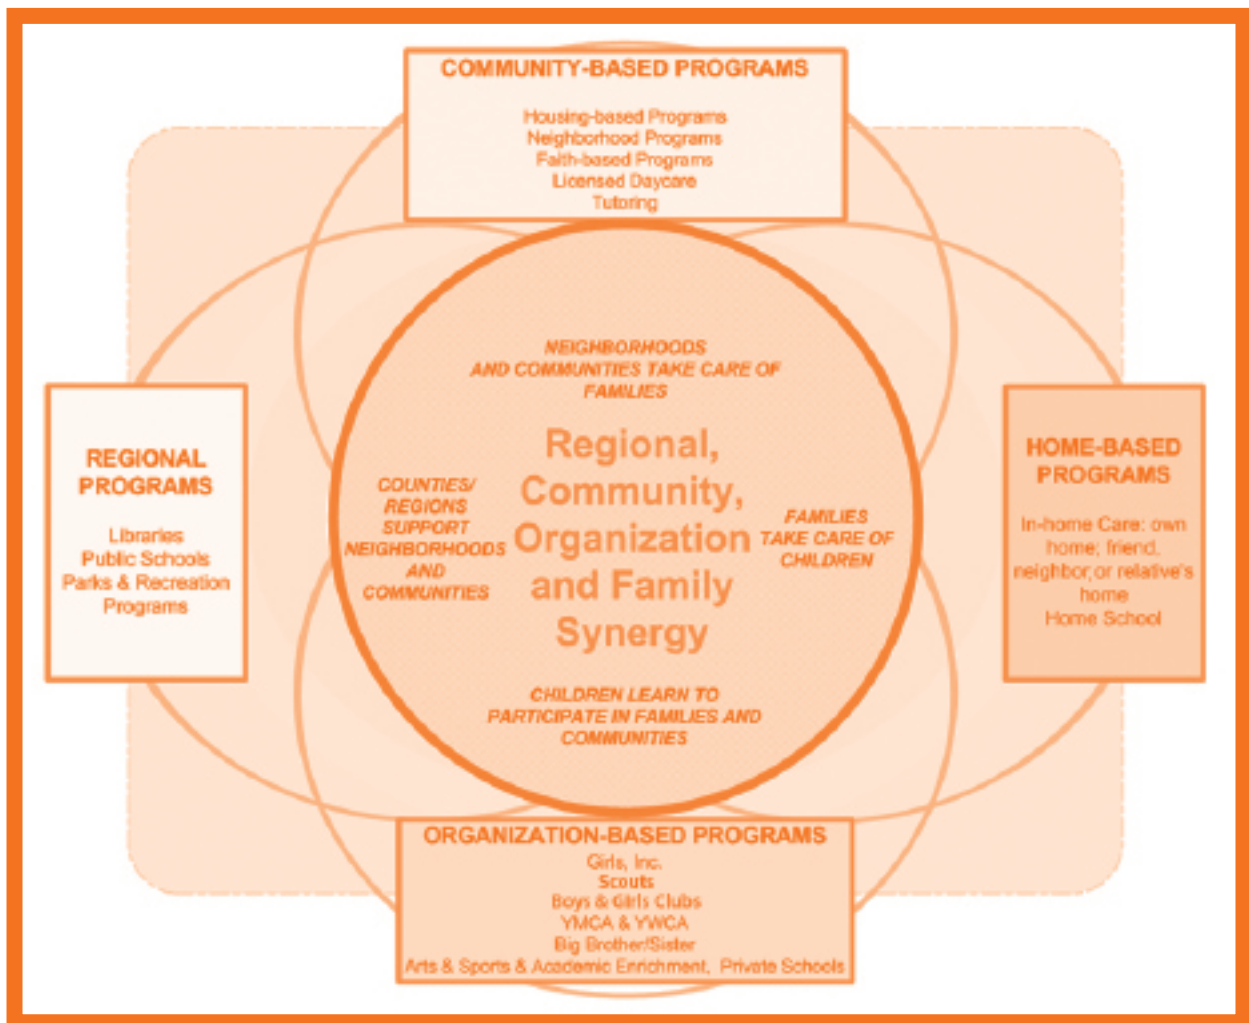 COMMUNITY-BASED PROGRAMS
Housing-based Programs
Neighborhood Programs
Faith-based Programs
Licensed Daycare
Tutoring
NEIGHBORHOODS
AND COMMUNITIES TAKE CARE OF
FAMILIES
REGIONAL
PROGRAMS
Libraries
Public Schools
Parks & Recreation
Programs
COUNTIES/
REGIONS
SUPPORT
NEIGHBORHOODS
AND
COMMUNITIES
Regional,
Community,
Organization
and Family
Synergy
FAMILIES
TAKE CARE OF
CHILDREN
HOME-BASED
PROGRAMS
In-home Care: own
home; friend,
neighbor, or relative's
home
Home School
CHILDREN LEARN TO
PARTICIPATE IN FAMILIES AND
COMMUNITIES
ORGANIZATION-BASED PROGRAMS
Girls, Inc.
Scouts
Boys & Girls Clubs
YMCA & YWCA
Big Brother/Sister
Arts & Sports & Academic Enrichment, Private Schools